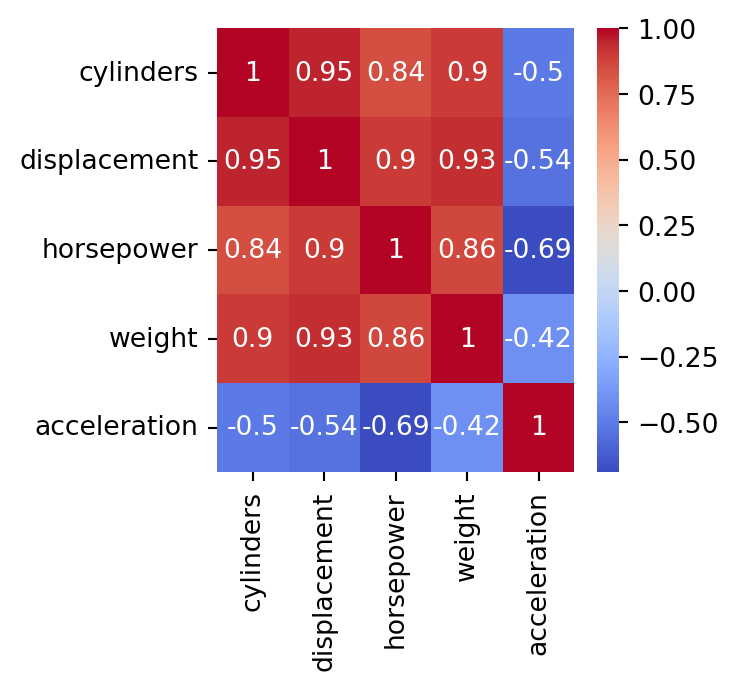 cylinders 1 0.95 0.84 0.9 -0.5
displacement 0.95 1 0.9 0.93 -0.54
horsepower 0.84 0.9 1 0.86 -0.69
weight 0.9 0.93 0.86 1 -0.42
acceleration -0.5 -0.54 -0.69 -0.42 1
cylinders
displacement
horsepower
weight
acceleration
1.00
0.75
0.50
0.25
0.00
−0.25
−0.50